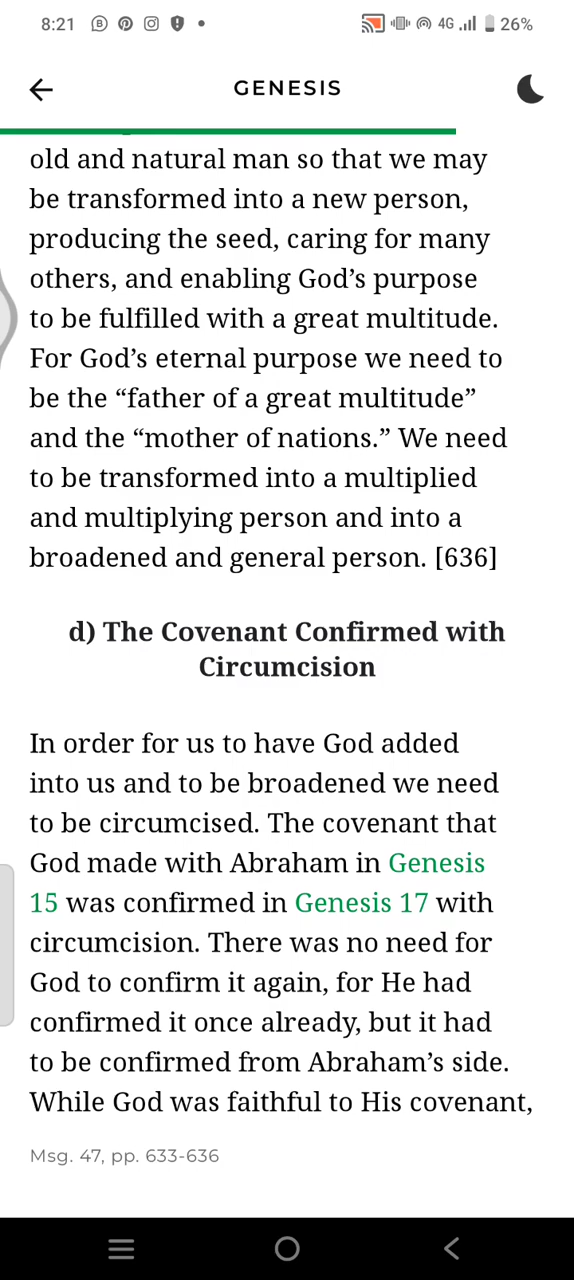 8:21
4G
26%
GENESIS
old and natural man so that we may
be transformed into a new person,
producing the seed, caring for many
others, and enabling God’s purpose
to be fulfilled with a great multitude.
For God’s eternal purpose we need to
be the “father of a great multitude”
and the “mother of nations.” We need
to be transformed into a multiplied
and multiplying person and into a
broadened and general person. [636]
d) The Covenant Confirmed with
Circumcision
In order for us to have God added
into us and to be broadened we need
to be circumcised. The covenant that
God made with Abraham in Genesis
15 was confirmed in Genesis 17 with
circumcision. There was no need for
God to confirm it again, for He had
confirmed it once already, but it had
to be confirmed from Abraham’s side.
While God was faithful to His covenant,
Msg. 47, pp. 633-636